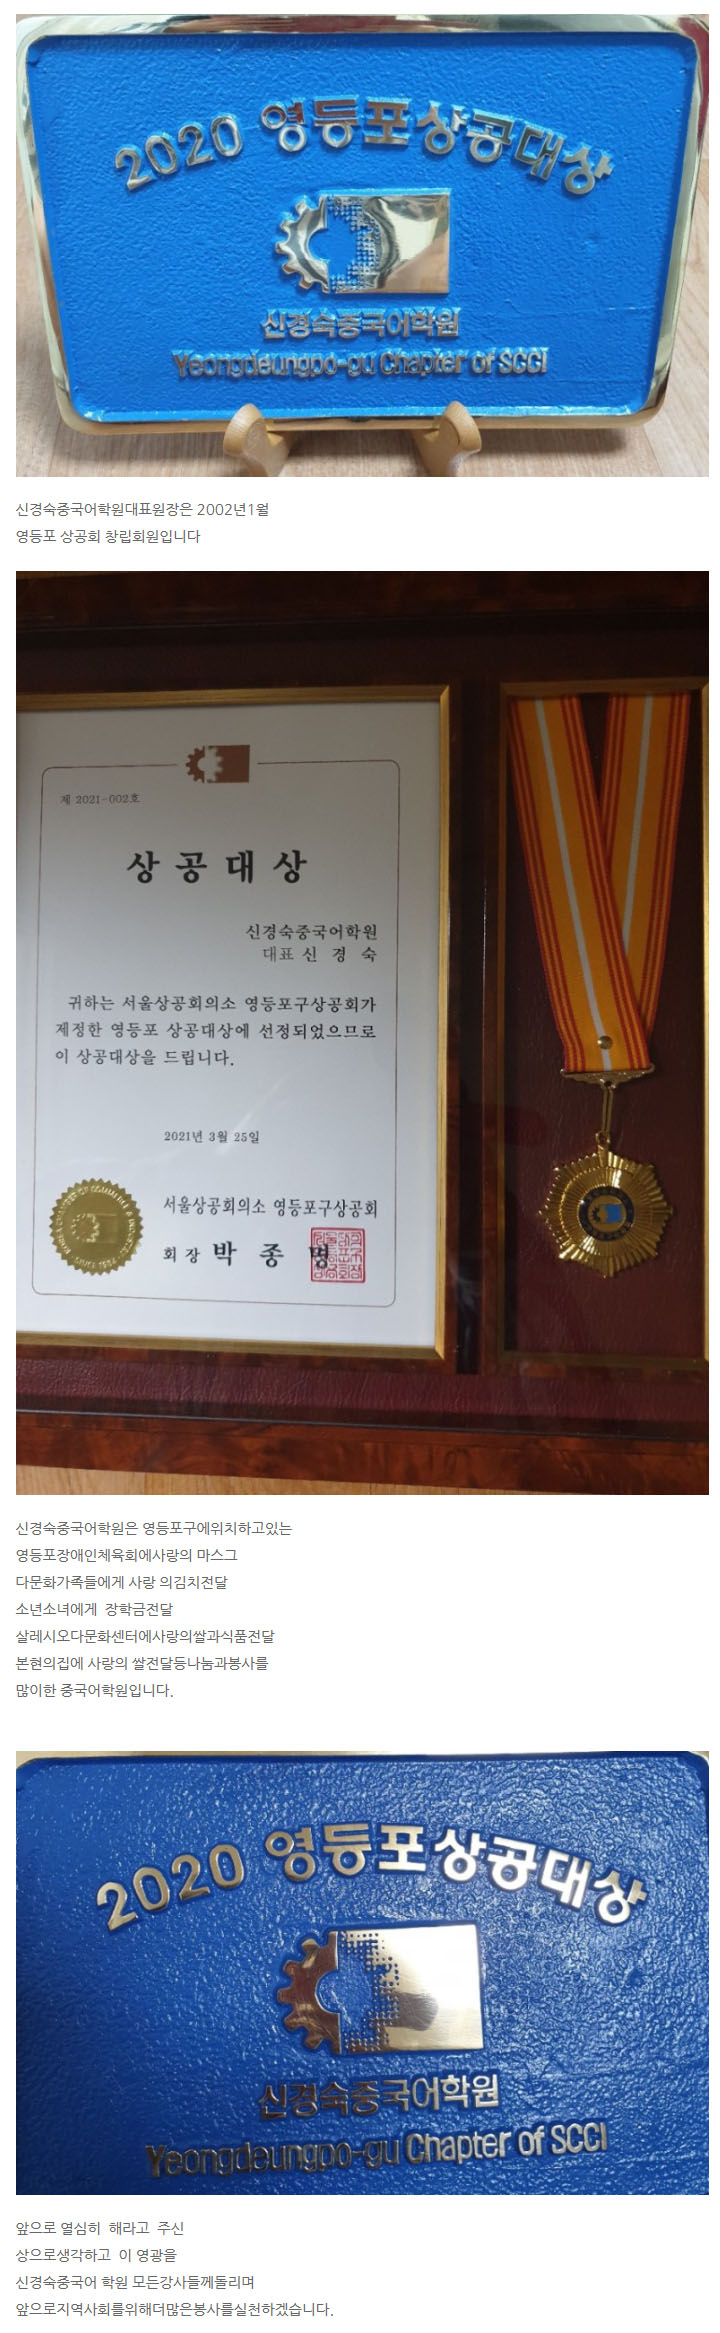 2020 영등포상공대상
신경숙중국어학원
Yeongdeungpo-gu Chapter of SCCI
신경숙중국어학원대표원장은 2002년1월
영등포 상공회 창립회원입니다
제 2021-002호
상 공 대 상
신경숙중국어학원
대표 신 경 숙
귀하는 서울상공회의소 영등포구상공회가
제정한 영등포 상공대상에 선정되었으므로
이 상공대상을 드립니다.
2021년 3월 25일
서울상공회의소 영등포구상공회
회 장 박 종 명
신경숙중국어학원은 영등포구에위치하고있는
영등포장애인체육회에사랑의 마스그
다문화가족들에게 사랑 의김치전달
소년소녀에게 장학금전달
살레시오다문화센터에사랑의쌀과식품전달
본현의집에 사랑의 쌀전달등나눔과봉사를
많이한 중국어학원입니다.
2020 영등포상공대상
신경숙중국어학원
Yeongdeungpo-gu Chapter of SCCI
앞으로 열심히 해라고 주신
상으로생각하고 이 영광을
신경숙중국어 학원 모든강사들께돌리며
앞으로지역사회를위해더많은봉사를실천하겠습니다.